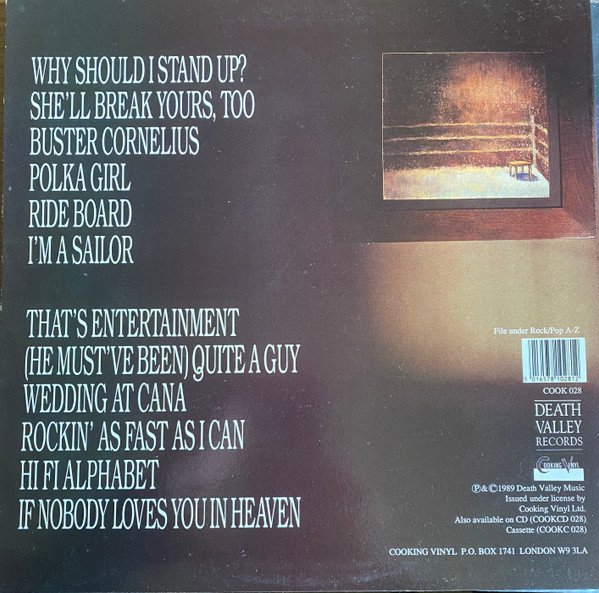 WHY SHOULD I STAND UP?
SHE'LL BREAK YOURS, TOO
BUSTER CORNELIUS
POLKA GIRL
RIDE BOARD
I'M A SAILOR
THAT'S ENTERTAINMENT
(HE MUST'VE BEEN) QUITE A GUY
WEDDING AT CANA
ROCKIN' AS FAST AS I CAN
HI FI ALPHABET
IF NOBODY LOVES YOU IN HEAVEN
File under Rock/Pop A-Z
5 016578 102812
COOK 028
DEATH
VALLEY
RECORDS
COOKING VINYL
℗ & © 1989 Death Valley Music
Issued under license by
Cooking Vinyl Ltd.
Also available on CD (COOKCD 028)
Cassette (COOKC 028)
COOKING VINYL P.O. BOX 1741 LONDON W9 3LA